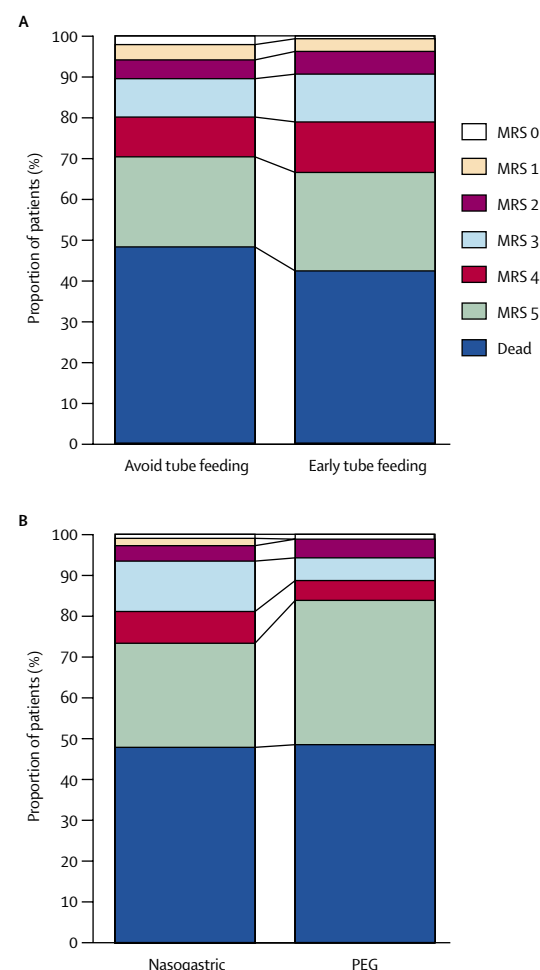 A
Proportion of patients (%)
100
90
80
70
60
50
40
30
20
10
0
Avoid tube feeding
Early tube feeding
MRS 0
MRS 1
MRS 2
MRS 3
MRS 4
MRS 5
Dead
B
Proportion of patients (%)
100
90
80
70
60
50
40
30
20
10
0
Nasogastric
PEG